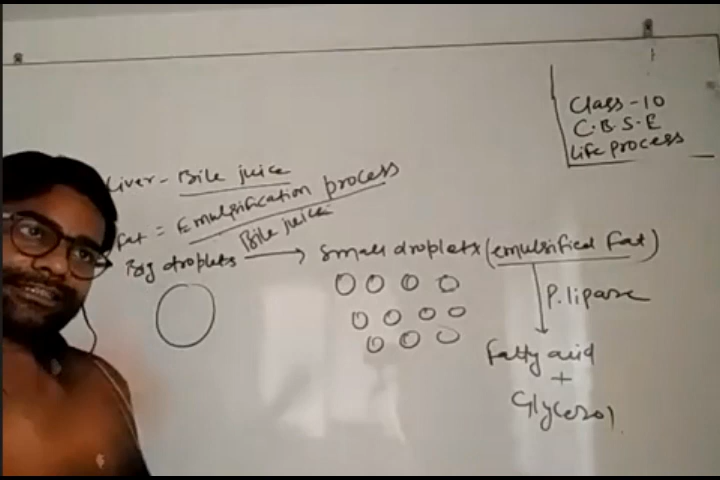 Class-10
C.B.S.E
Life process
Liver - Bile juice
Fat = Emulsification process
Big droplets Bile juice → small droplets (emulsified fat)
P. lipase
fatty acid
+
Glycerol